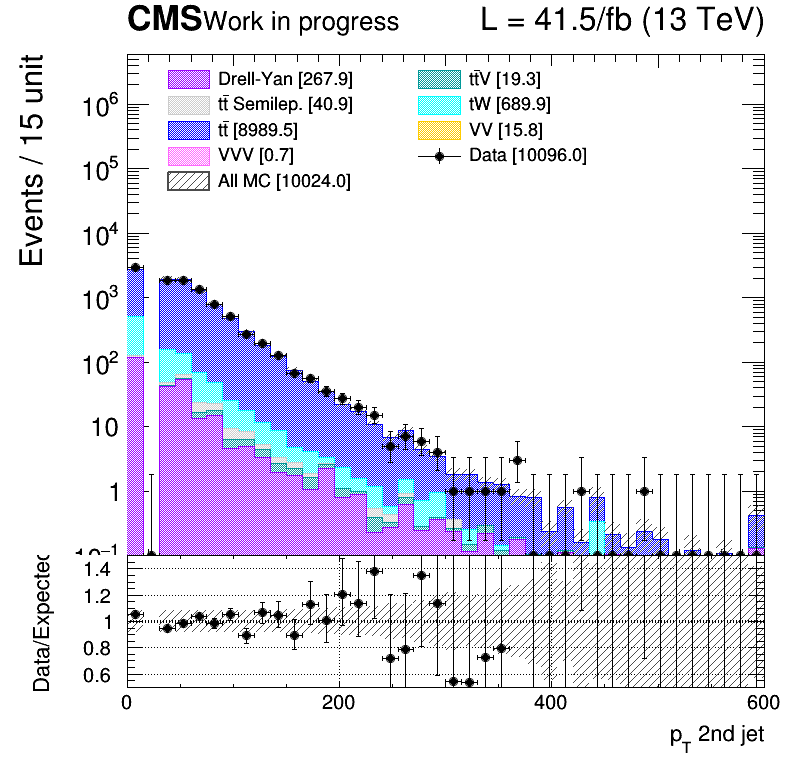 CMS Work in progress L = 41.5/fb (13 TeV)
Events / 15 unit
Drell-Yan [267.9]
tt̄ Semilep. [40.9]
tt̄ [8989.5]
VVV [0.7]
All MC [10024.0]
tt̄V [19.3]
tW [689.9]
VV [15.8]
Data [10096.0]
10⁶
10⁵
10⁴
10³
10²
10
1
10⁻¹
Data/Expected
1.4
1.2
1
0.8
0.6
0 200 400 600
p_T 2nd jet